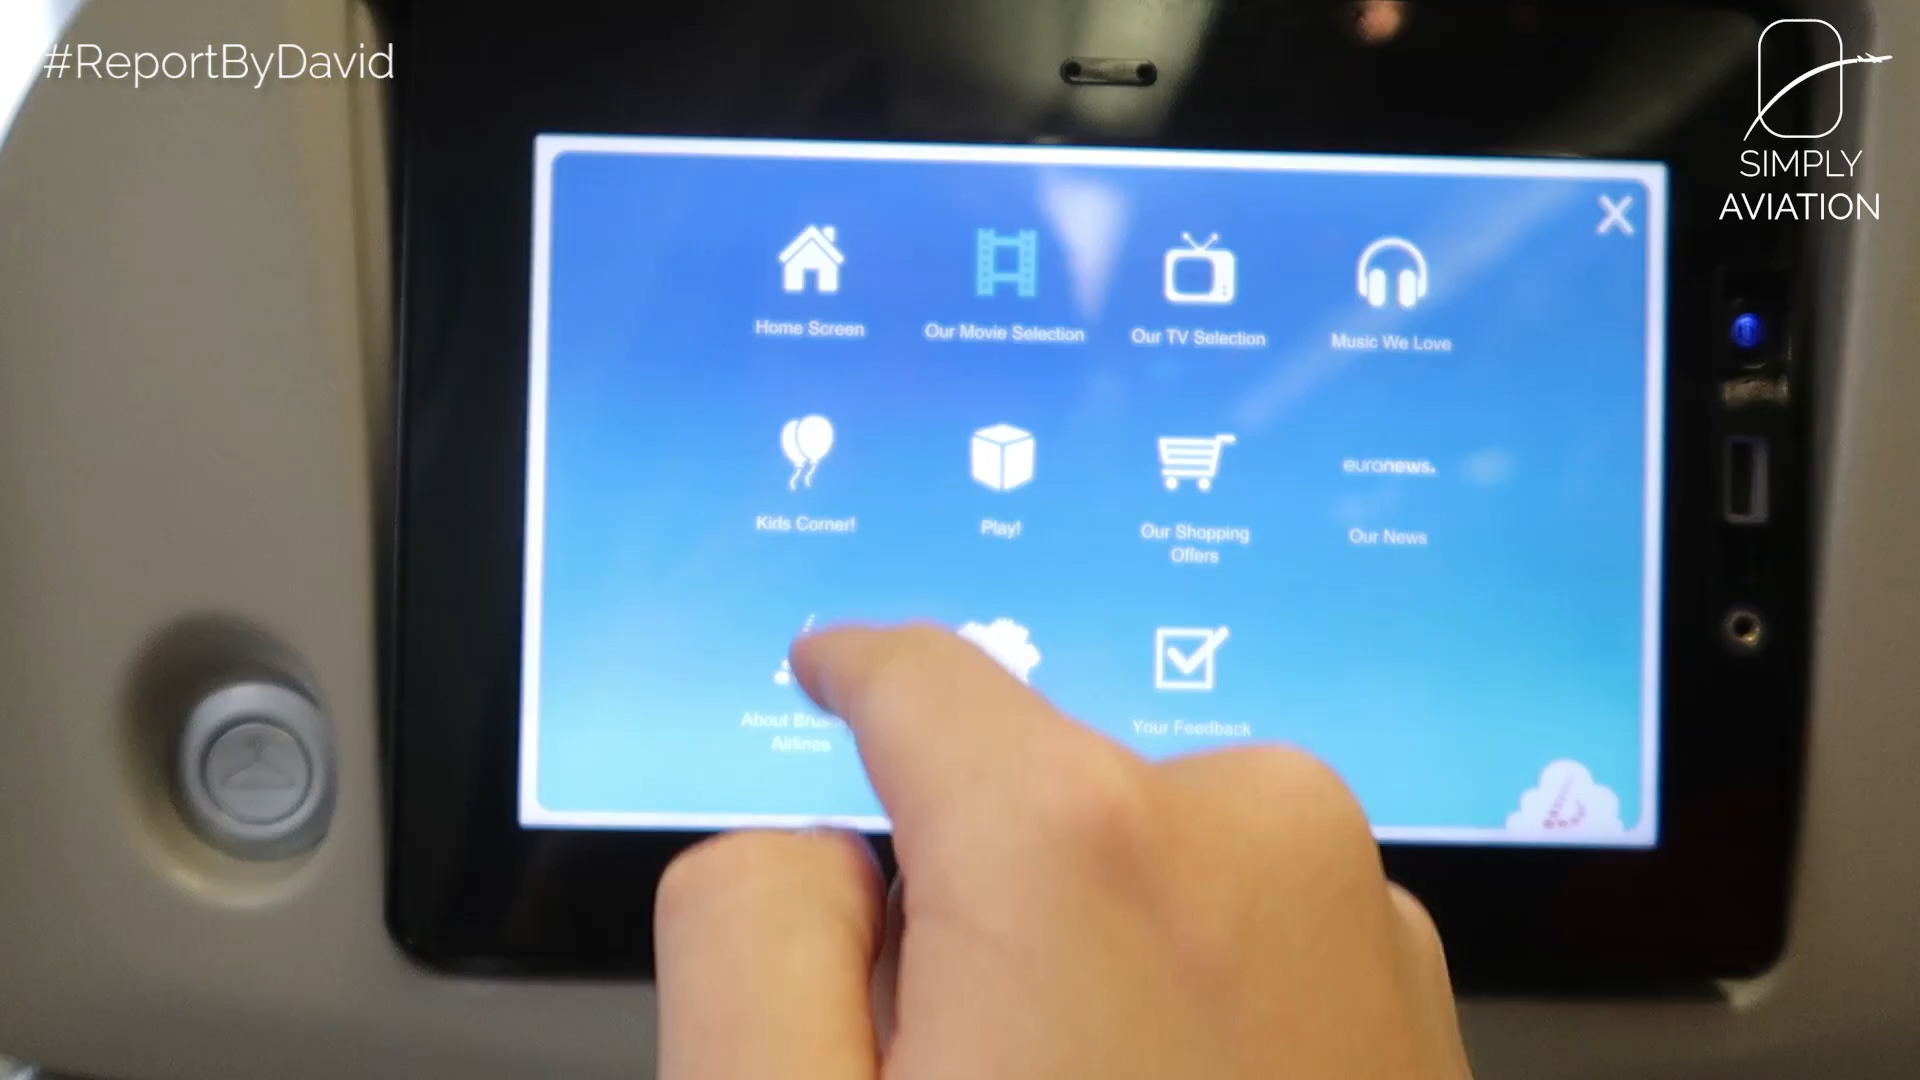 #ReportByDavid
SIMPLY
AVIATION
Home Screen
Our Movie Selection
Our TV Selection
Music We Love
Kids Corner!
Play!
Our Shopping
Offers
euronews.
Our News
About
Airlines
Your Feedback